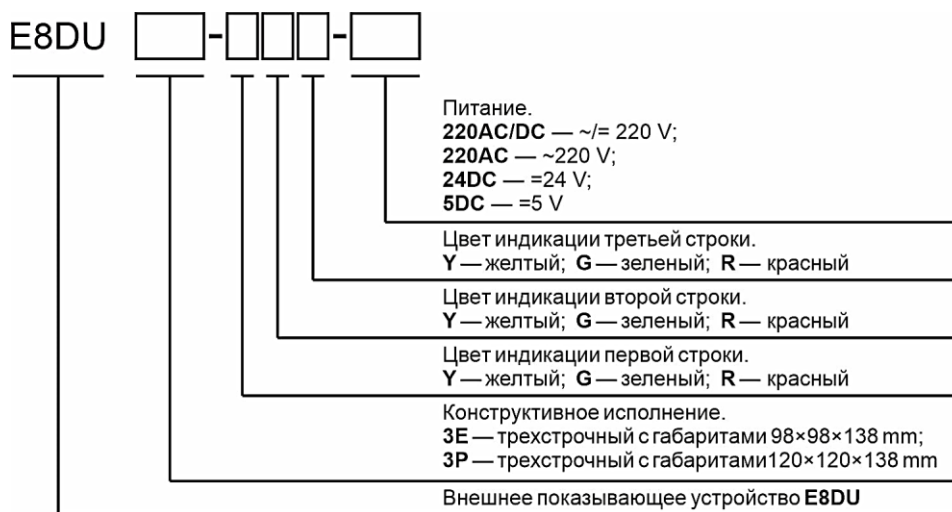 E8DU - -
Питание.
220AC/DC — ~/= 220 V;
220AC — ~220 V;
24DC — =24 V;
5DC — =5 V
Цвет индикации третьей строки.
Y — желтый; G — зеленый; R — красный
Цвет индикации второй строки.
Y — желтый; G — зеленый; R — красный
Цвет индикации первой строки.
Y — желтый; G — зеленый; R — красный
Конструктивное исполнение.
3E — трехстрочный с габаритами 98×98×138 mm;
3P — трехстрочный с габаритами120×120×138 mm
Внешнее показывающее устройство E8DU